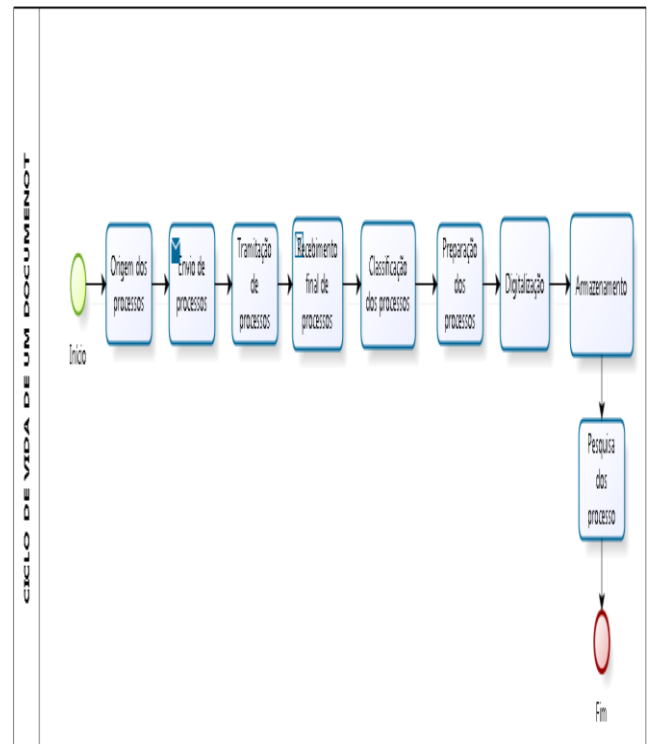 CICLO DE VIDA DE UM DOCUMENOT
Início
Origem dos
processos
Envio de
processos
Tramitação
de
processos
Recebimento
final de
processos
Classificação
dos processos
Preparação
dos
processos
Digitalização
Armazenamento
Pesquisa
dos
processo
Fim